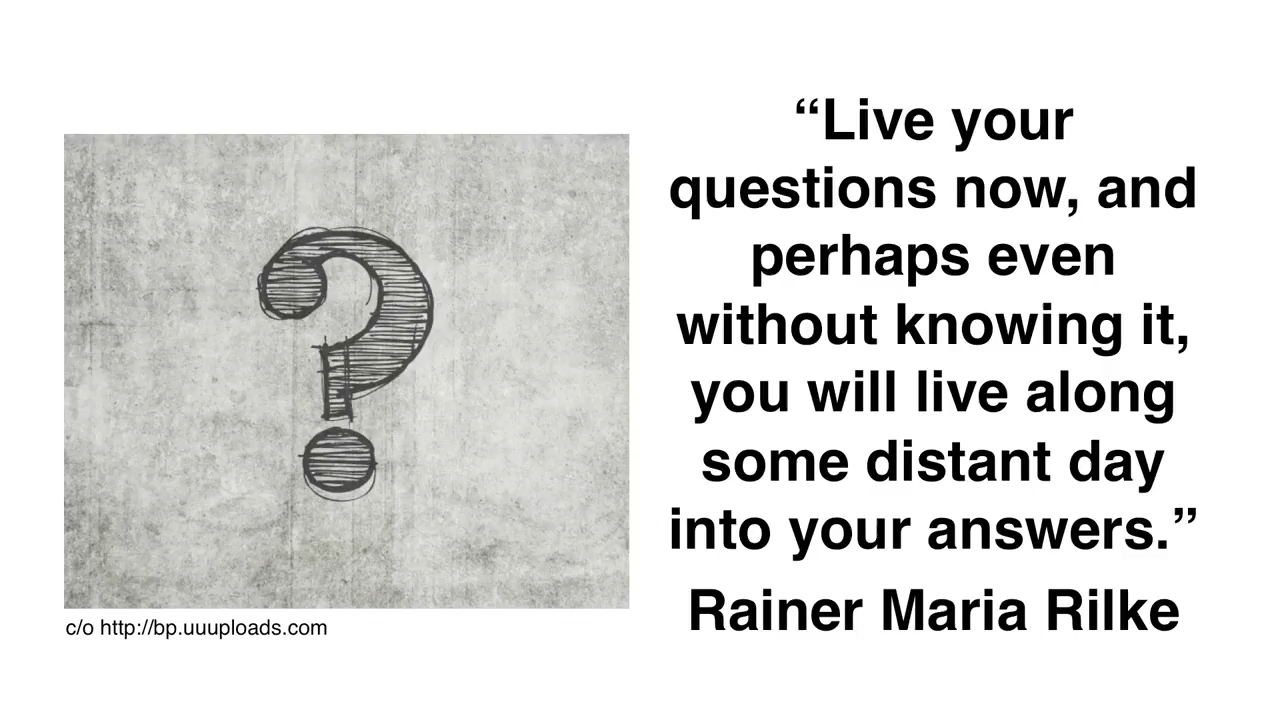 “Live your
questions now, and
perhaps even
without knowing it,
you will live along
some distant day
into your answers.”
Rainer Maria Rilke
c/o http://bp.uuuploads.com